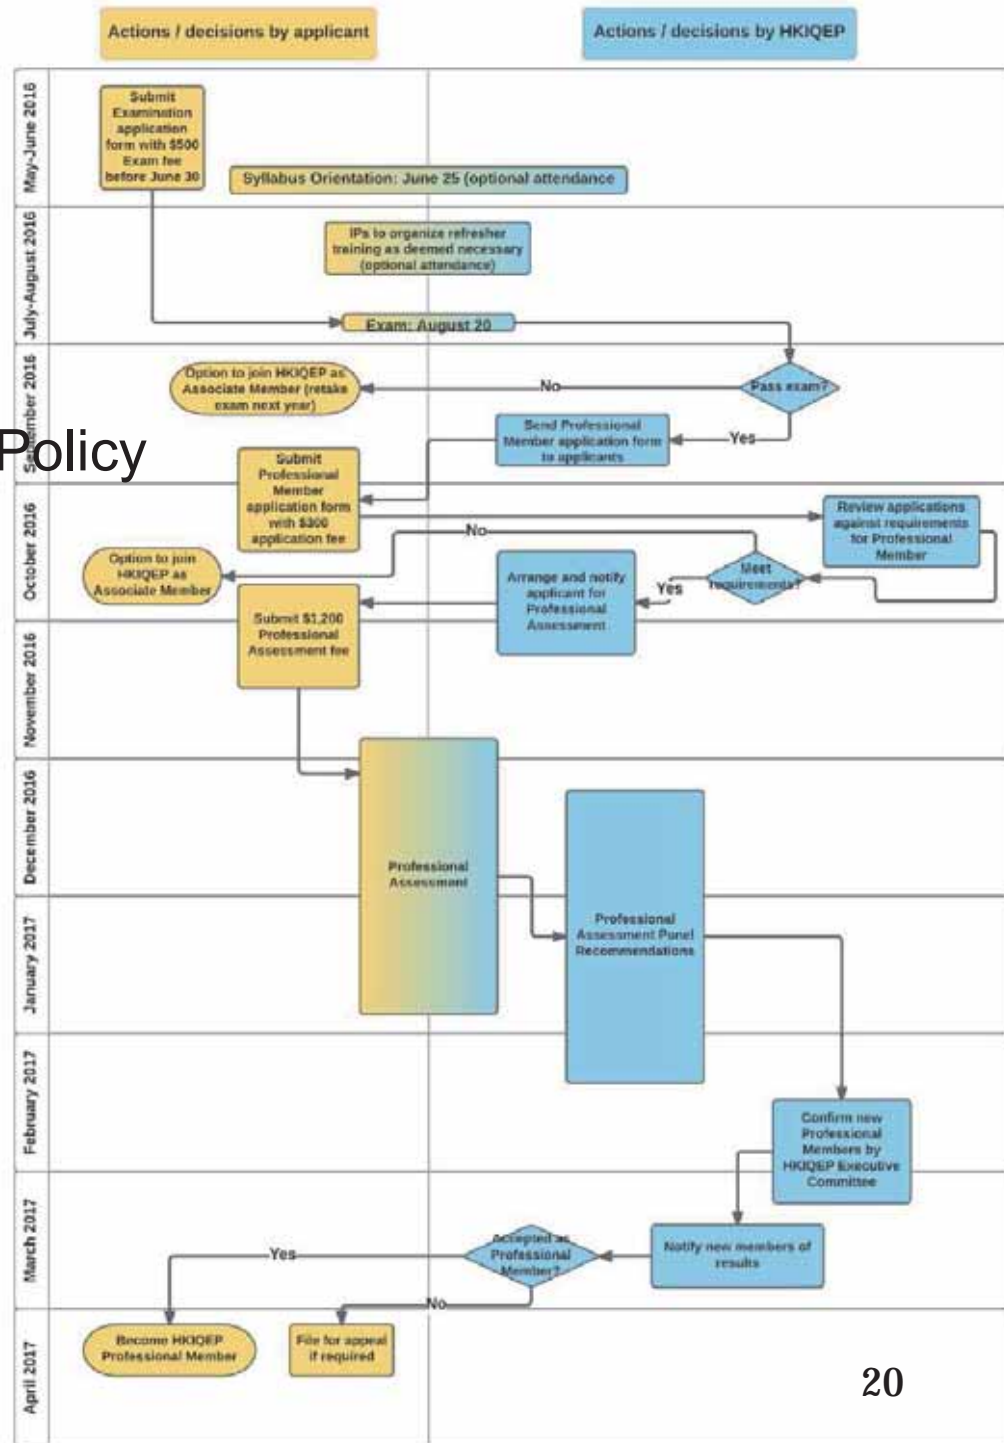 Actions / decisions by applicant
Actions / decisions by HKIQEP
May-June 2016
Submit
Examination
application
form with $500
Exam fee
before June 30
Syllabus Orientation: June 25 (optional attendance
July-August 2016
IPs to organize refresher
training as deemed necessary
(optional attendance)
Exam: August 20
September 2016
Option to join HKIQEP as
Associate Member (retake
exam next year)
No
Pass exam?
Send Professional
Member application form
to applicants
Yes
Policy
Submit
Professional
Member
application form
with $300
application fee
October 2016
No
Review applications
against requirements
for Professional
Member
Option to join
HKIQEP as
Associate Member
Arrange and notify
applicant for
Professional
Assessment
Yes
Meet
requirements?
Submit $1,200
Professional
Assessment fee
November 2016
December 2016
Professional
Assessment
January 2017
Professional
Assessment Panel
Recommendations
February 2017
Confirm new
Professional
Members by
HKIQEP Executive
Committee
March 2017
Yes
Accepted as
Professional
Member?
Notify new members of
results
No
April 2017
Become HKIQEP
Professional Member
File for appeal
if required
20